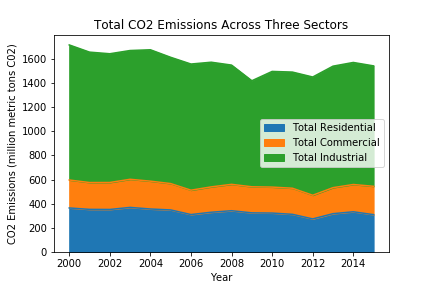 Total CO2 Emissions Across Three Sectors
CO2 Emissions (million metric tons C02)
1600
1400
1200
1000
800
600
400
200
0
Total Residential
Total Commercial
Total Industrial
2000 2002 2004 2006 2008 2010 2012 2014
Year